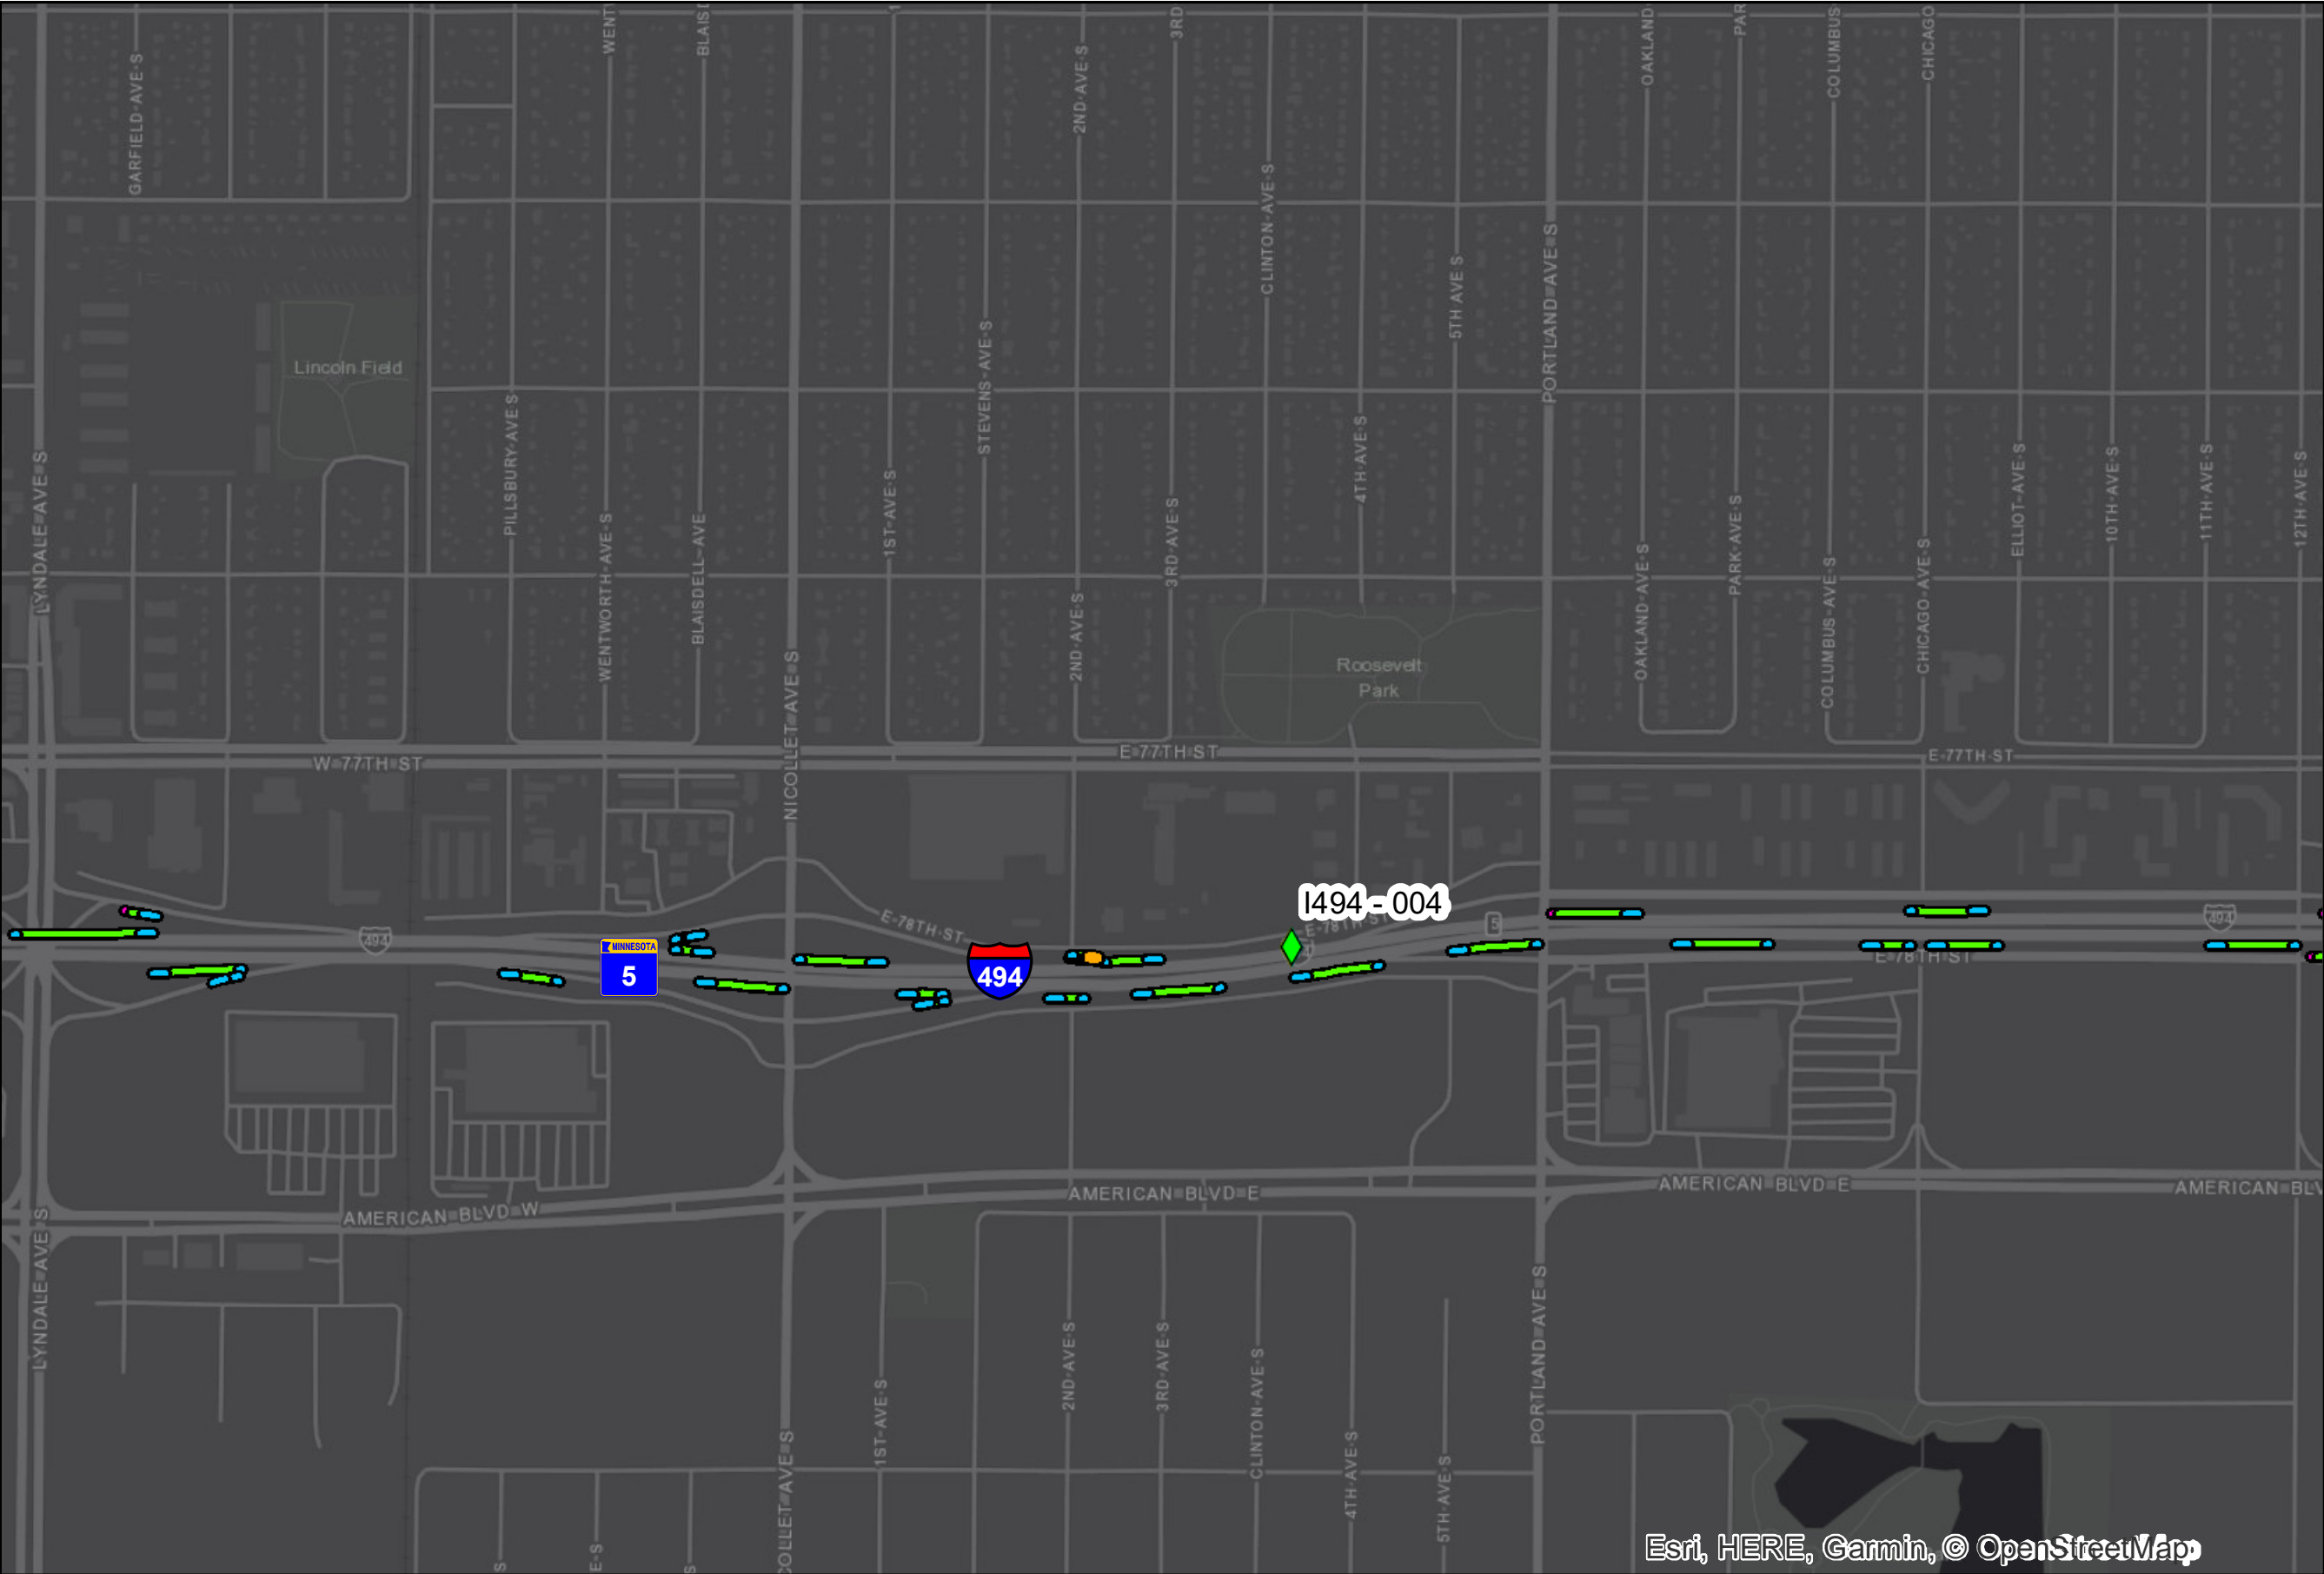 GARFIELD AVE S
2ND AVE S
3RD
OAKLAND
COLUMBUS
CHICAGO
CLINTON AVE S
PORTLAND AVE S
5TH AVE S
Lincoln Field
STEVENS AVE S
PILLSBURY AVE S
LYNDALE AVE S
1ST AVE S
4TH AVE S
ELLIOT AVE S
10TH AVE S
11TH AVE S
12TH AVE S
WENTWORTH AVE S
BLAISDELL AVE
3RD AVE S
PARK AVE S
OAKLAND AVE S
COLUMBUS AVE S
CHICAGO AVE S
2ND AVE S
NICOLLET AVE S
Roosevelt
Park
W 77TH ST
E 77TH ST
E 77TH ST
I494 - 004
E 78TH ST
E 78TH ST
5
494
494
MINNESOTA
5
494
E 78TH ST
AMERICAN BLVD W
AMERICAN BLVD E
AMERICAN BLVD E
AMERICAN BLV
LYNDALE AVE S
PORTLAND AVE S
2ND AVE S
3RD AVE S
CLINTON AVE S
1ST AVE S
4TH AVE S
5TH AVE S
COLLET AVE S
Esri, HERE, Garmin, © OpenStreetMap